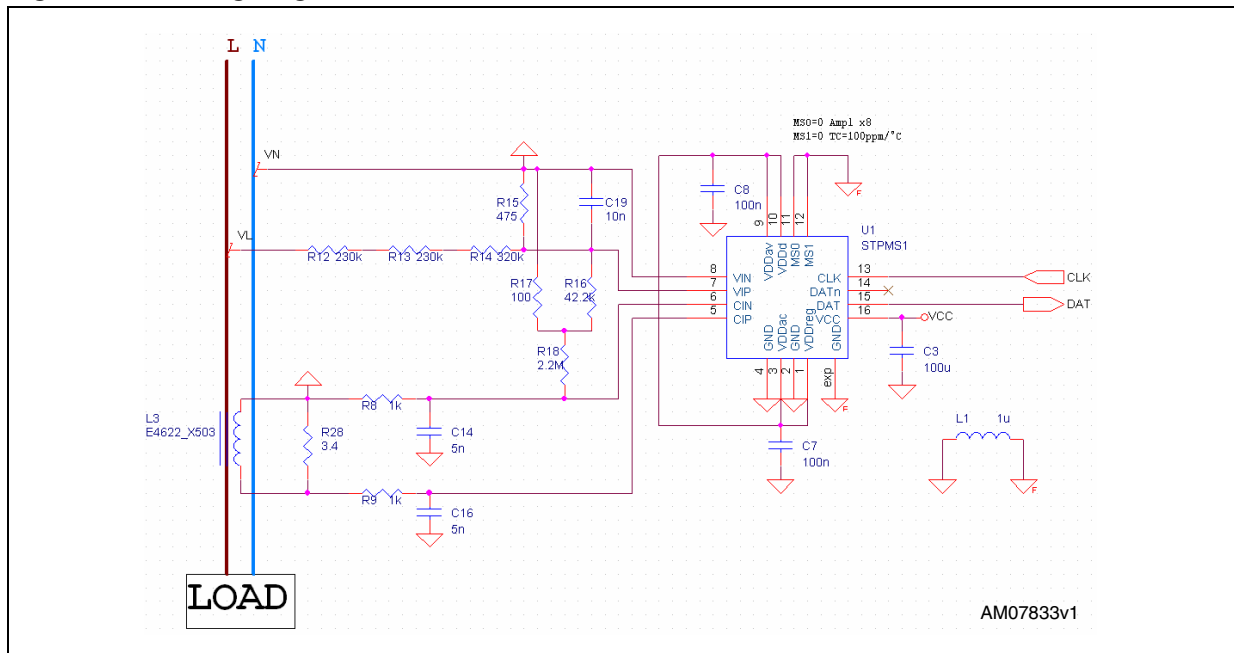 L N
MS0=0 Ampl x8
MS1=0 TC=100ppm/°C
VN
R15
475
C19
10n
C8
100n
9
10
11
12
VDDav
VDDd
MS0
MS1
F
U1
STPMS1
VL
R12 230k
R13 230k
R14 320k
R17
100
R16
42.2k
8
7
6
5
VIN
VIP
CIN
CIP
CLK
DATn
DAT
VCC
13
14
15
16
CLK
DAT
VCC
GND
VDDac
GND
VDDreg
GND
4
3
2
1
exp
F
C3
100u
R18
2.2M
L3
E4622_X503
R28
3.4
R8 1k
C14
5n
C7
100n
L1 1u
F
R9 1k
C16
5n
LOAD
AM07833v1